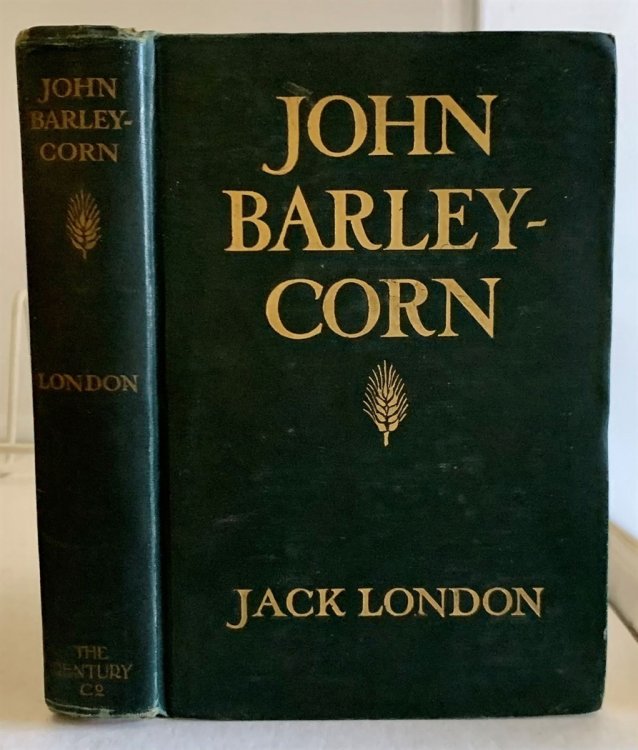 JOHN
BARLEY-
CORN
LONDON
THE
CENTURY
Co
JOHN
BARLEY-
CORN
JACK LONDON